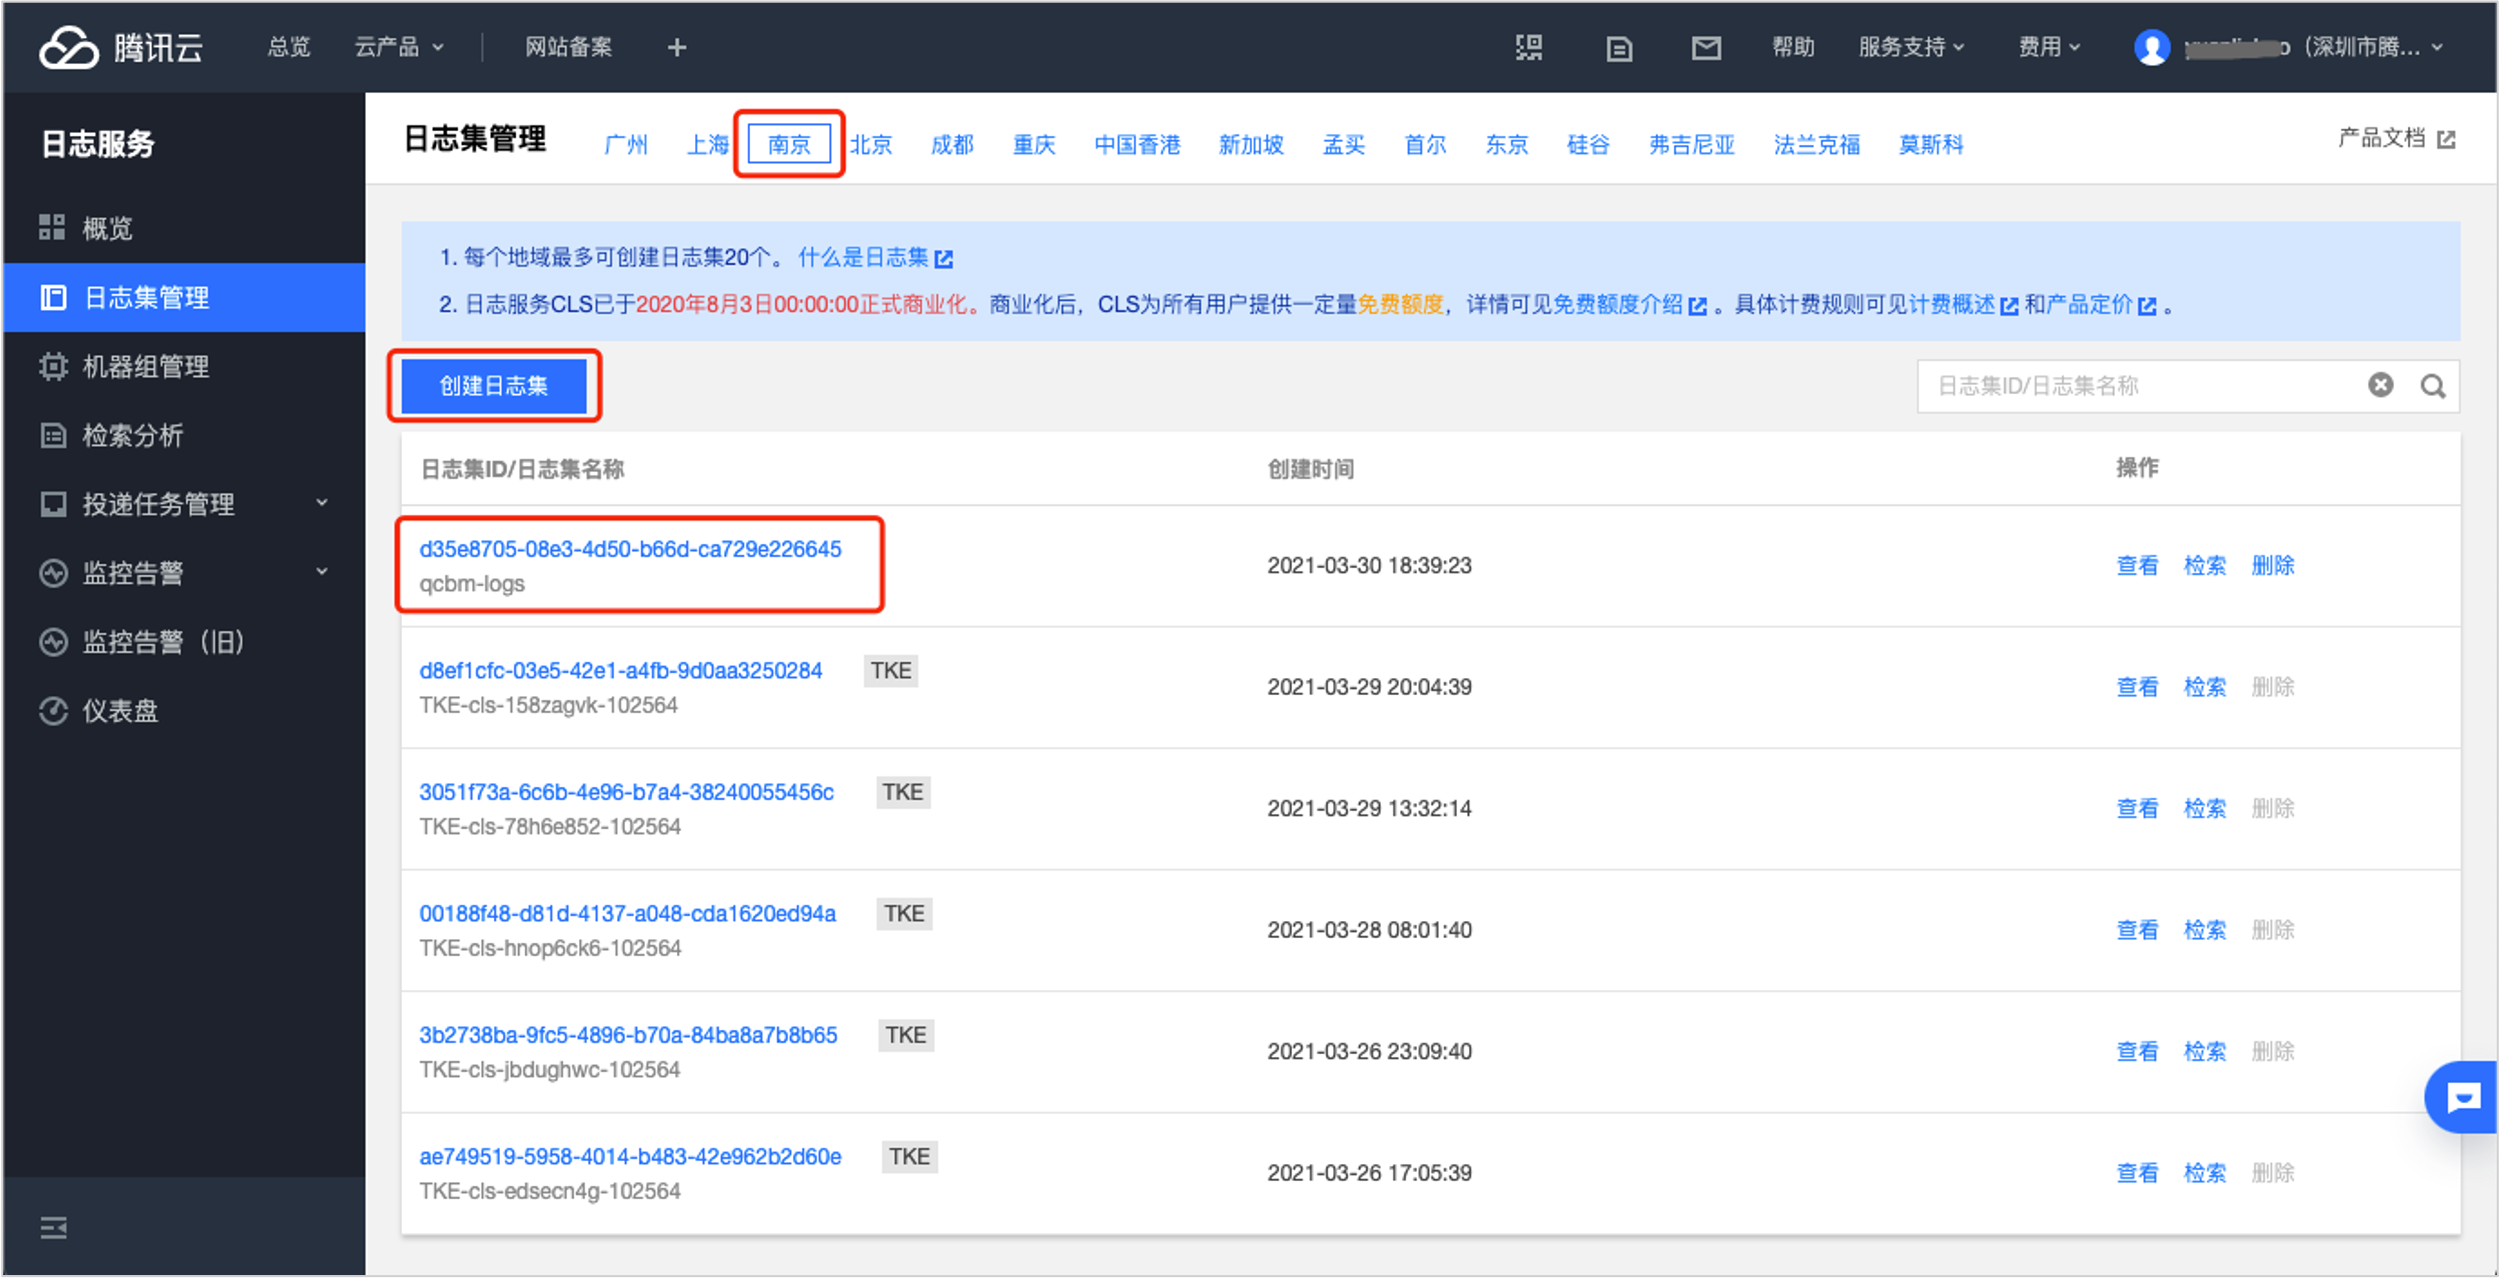 腾讯云 总览 云产品 网站备案 + 帮助 服务支持 费用 (深圳市腾...
日志服务
概览
日志集管理
机器组管理
检索分析
投递任务管理
监控告警
监控告警（旧）
仪表盘
日志集管理 广州 上海 南京 北京 成都 重庆 中国香港 新加坡 孟买 首尔 东京 硅谷 弗吉尼亚 法兰克福 莫斯科 产品文档
1. 每个地域最多可创建日志集20个。 什么是日志集
2. 日志服务CLS已于2020年8月3日00:00:00正式商业化。商业化后，CLS为所有用户提供一定量免费额度，详情可见免费额度介绍 。具体计费规则可见计费概述 和产品定价 。
创建日志集 日志集ID/日志集名称
日志集ID/日志集名称 创建时间 操作
d35e8705-08e3-4d50-b66d-ca729e226645
qcbm-logs
2021-03-30 18:39:23 查看 检索 删除
d8ef1cfc-03e5-42e1-a4fb-9d0aa3250284 TKE
TKE-cls-158zagvk-102564
2021-03-29 20:04:39 查看 检索 删除
3051f73a-6c6b-4e96-b7a4-38240055456c TKE
TKE-cls-78h6e852-102564
2021-03-29 13:32:14 查看 检索 删除
00188f48-d81d-4137-a048-cda1620ed94a TKE
TKE-cls-hnop6ck6-102564
2021-03-28 08:01:40 查看 检索 删除
3b2738ba-9fc5-4896-b70a-84ba8a7b8b65 TKE
TKE-cls-jbdughwc-102564
2021-03-26 23:09:40 查看 检索 删除
ae749519-5958-4014-b483-42e962b2d60e TKE
TKE-cls-edsecn4g-102564
2021-03-26 17:05:39 查看 检索 删除